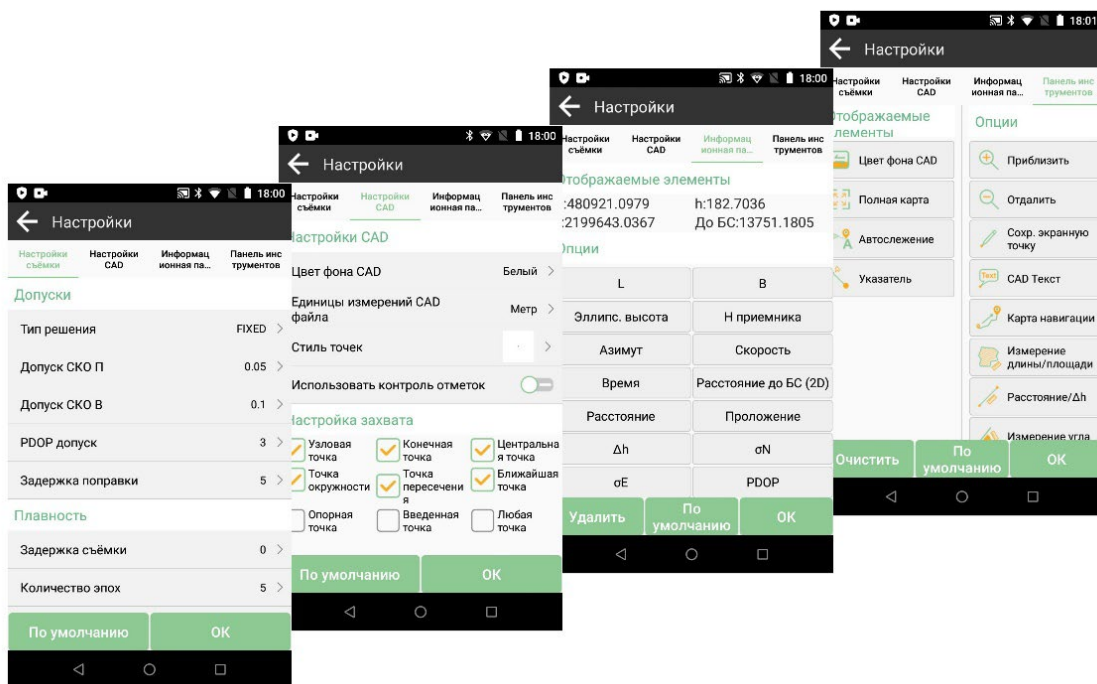 18:00
Настройки
Настройки съёмки
Настройки CAD
Информац ионная па...
Панель инс трументов
Допуски
Тип решения FIXED
Допуск СКО П 0.05
Допуск СКО В 0.1
PDOP допуск 3
Задержка поправки 5
Плавность
Задержка съёмки 0
Количество эпох 5
По умолчанию OK
18:00
Настройки
Настройки съёмки
Настройки CAD
Информац ионная па...
Панель инс трументов
Настройки CAD
Цвет фона CAD Белый
Единицы измерений CAD файла Метр
Стиль точек
Использовать контроль отметок
Настройка захвата
Узловая точка
Конечная точка
Центральна я точка
Точка окружности
Точка пересечени я
Ближайшая точка
Опорная точка
Введенная точка
Любая точка
По умолчанию OK
18:00
Настройки
Настройки съёмки
Настройки CAD
Информац ионная па...
Панель инс трументов
Отображаемые элементы
:480921.0979 h:182.7036
:2199643.0367 До БС:13751.1805
Опции
L B
Эллипс. высота H приемника
Азимут Скорость
Время Расстояние до БС (2D)
Расстояние Проложение
Δh σN
σE PDOP
Удалить По умолчанию OK
18:01
Настройки
Настройки съёмки
Настройки CAD
Информац ионная па...
Панель инс трументов
Отображаемые элементы
Цвет фона CAD
Полная карта
Автослежение
Указатель
Опции
Приблизить
Отдалить
Сохр. экранную точку
Text CAD Текст
Карта навигации
Измерение длины/площади
Расстояние/Δh
Измерение угла
Очистить По умолчанию OK